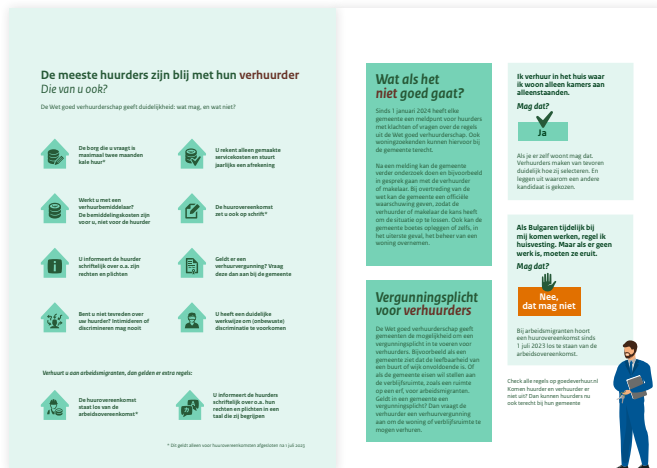 De meeste huurders zijn blij met hun verhuurder
Die van u ook?
De Wet goed verhuurderschap geeft duidelijkheid: wat mag, en wat niet?
De borg die u vraagt is
maximaal twee maanden
kale huur*
U rekent alleen gemaakte
servicekosten en stuurt
jaarlijks een afrekening
Werkt u met een
verhuurbemiddelaar?
De bemiddelingskosten zijn
voor u, niet voor de huurder
De huurovereenkomst
zet u ook op schrift*
U informeert de huurder
schriftelijk over o.a. zijn
rechten en plichten
Geldt er een
verhuurvergunning? Vraag
deze dan aan bij de gemeente
Bent u niet tevreden over
uw huurder? Intimideren of
discrimineren mag nooit
U heeft een duidelijke
werkwijze om (onbewuste)
discriminatie te voorkomen
Verhuurt u aan arbeidsmigranten, dan gelden er extra regels:
De huurovereenkomst
staat los van de
arbeidsovereenkomst*
U informeert de huurders
schriftelijk over o.a. hun
rechten en plichten in een
taal die zij begrijpen
* Dit geldt alleen voor huurovereenkomsten afgesloten na 1 juli 2023
Wat als het
niet goed gaat?
Sinds 1 januari 2024 heeft elke
gemeente een meldpunt voor huurders
met klachten of vragen over de regels
uit de Wet goed verhuurderschap. Ook
woningzoekenden kunnen hiervoor bij
de gemeente terecht.
Na een melding kan de gemeente
verder onderzoek doen en bijvoorbeeld
in gesprek gaan met de verhuurder
of makelaar. Bij overtreding van de
wet kan de gemeente een officiële
waarschuwing geven, zodat de
verhuurder of makelaar de kans heeft
om de situatie op te lossen. Ook kan de
gemeente boetes opleggen of zelfs, in
het uiterste geval, het beheer van een
woning overnemen.
Vergunningsplicht
voor verhuurders
De Wet goed verhuurderschap geeft
gemeenten de mogelijkheid om een
vergunningsplicht in te voeren voor
verhuurders. Bijvoorbeeld als een
gemeente ziet dat de leefbaarheid van
een buurt of wijk onvoldoende is. Of
als de gemeente eisen wil stellen aan
de verblijfsruimte, zoals een ruimte
op een erf, voor arbeidsmigranten.
Geldt in een gemeente een
vergunningsplicht? Dan vraagt de
verhuurder een verhuurvergunning
aan om de woning of verblijfsruimte te
mogen verhuren.
Ik verhuur in het huis waar
ik woon alleen kamers aan
alleenstaanden.
Mag dat?
Ja
Als je er zelf woont mag dat.
Verhuurders maken van tevoren
duidelijk hoe zij selecteren. En
leggen uit waarom een andere
kandidaat is gekozen.
Als Bulgaren tijdelijk bij
mij komen werken, regel ik
huisvesting. Maar als er geen
werk is, moeten ze eruit.
Mag dat?
Nee,
dat mag niet
Bij arbeidsmigranten hoort
een huurovereenkomst sinds
1 juli 2023 los te staan van de
arbeidsovereenkomst.
Check alle regels op goedeverhuur.nl
Komen huurder en verhuurder er
niet uit? Dan kunnen huurders nu
ook terecht bij hun gemeente